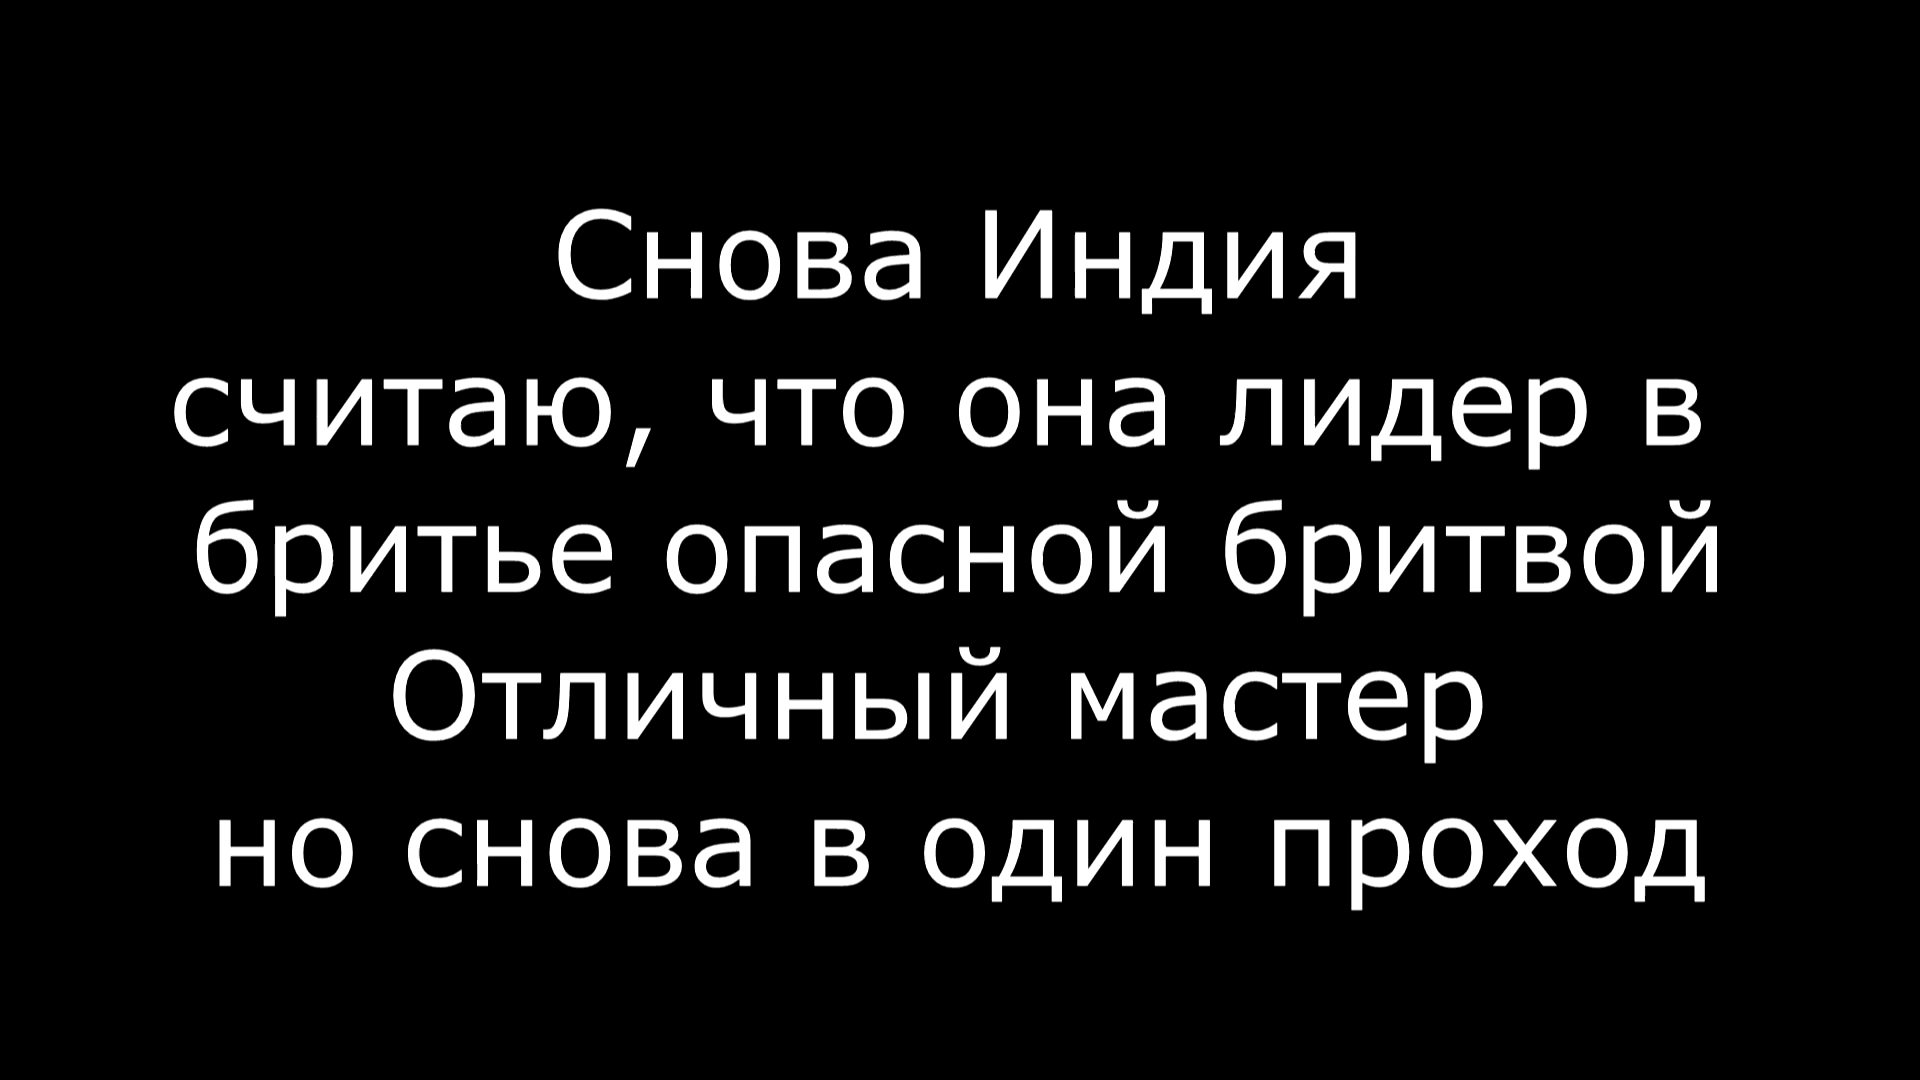 Снова Индия
считаю, что она лидер в
бритье опасной бритвой
Отличный мастер
но снова в один проход